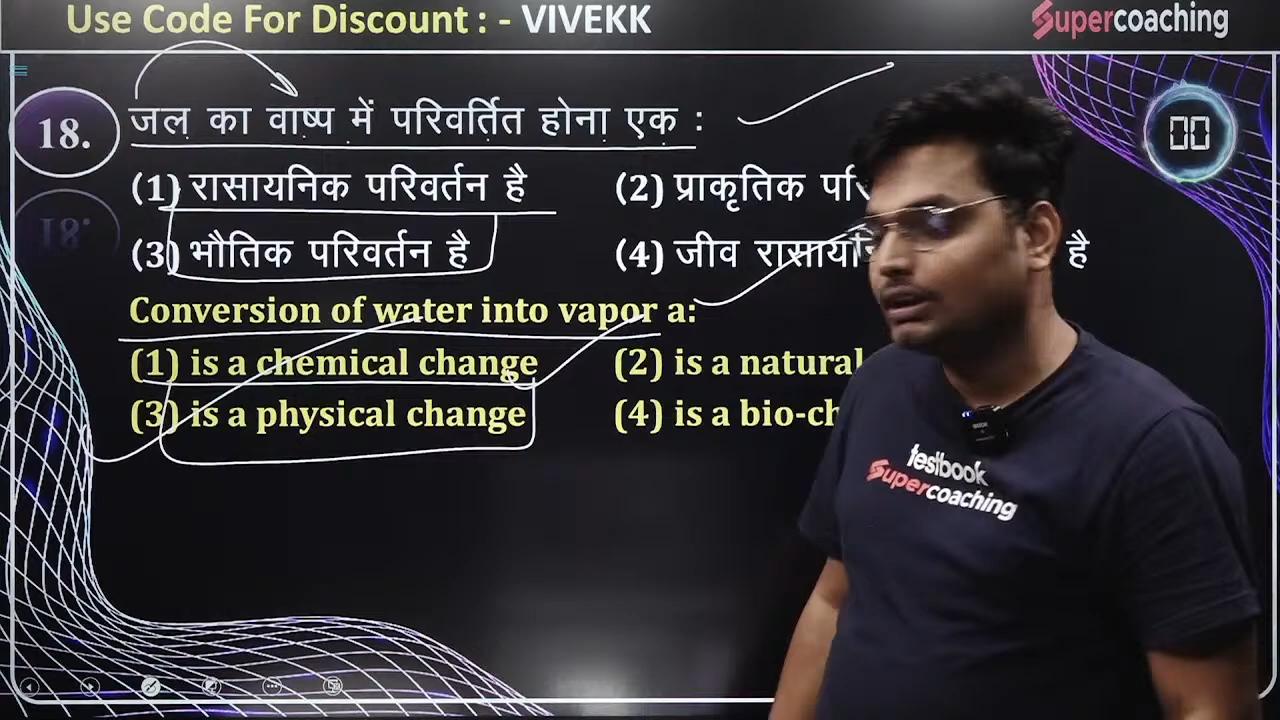 Use Code For Discount : - VIVEKK
Supercoaching
18.
जल का वाष्प में परिवर्तित होना एक :
00
(1) रासायनिक परिवर्तन है
(2) प्राकृतिक
(3) भौतिक परिवर्तन है
(4) जीव है
Conversion of water into vapor a:
(1) is a chemical change
(2) is a natural
(3) is a physical change
(4) is a
testbook
Supercoaching